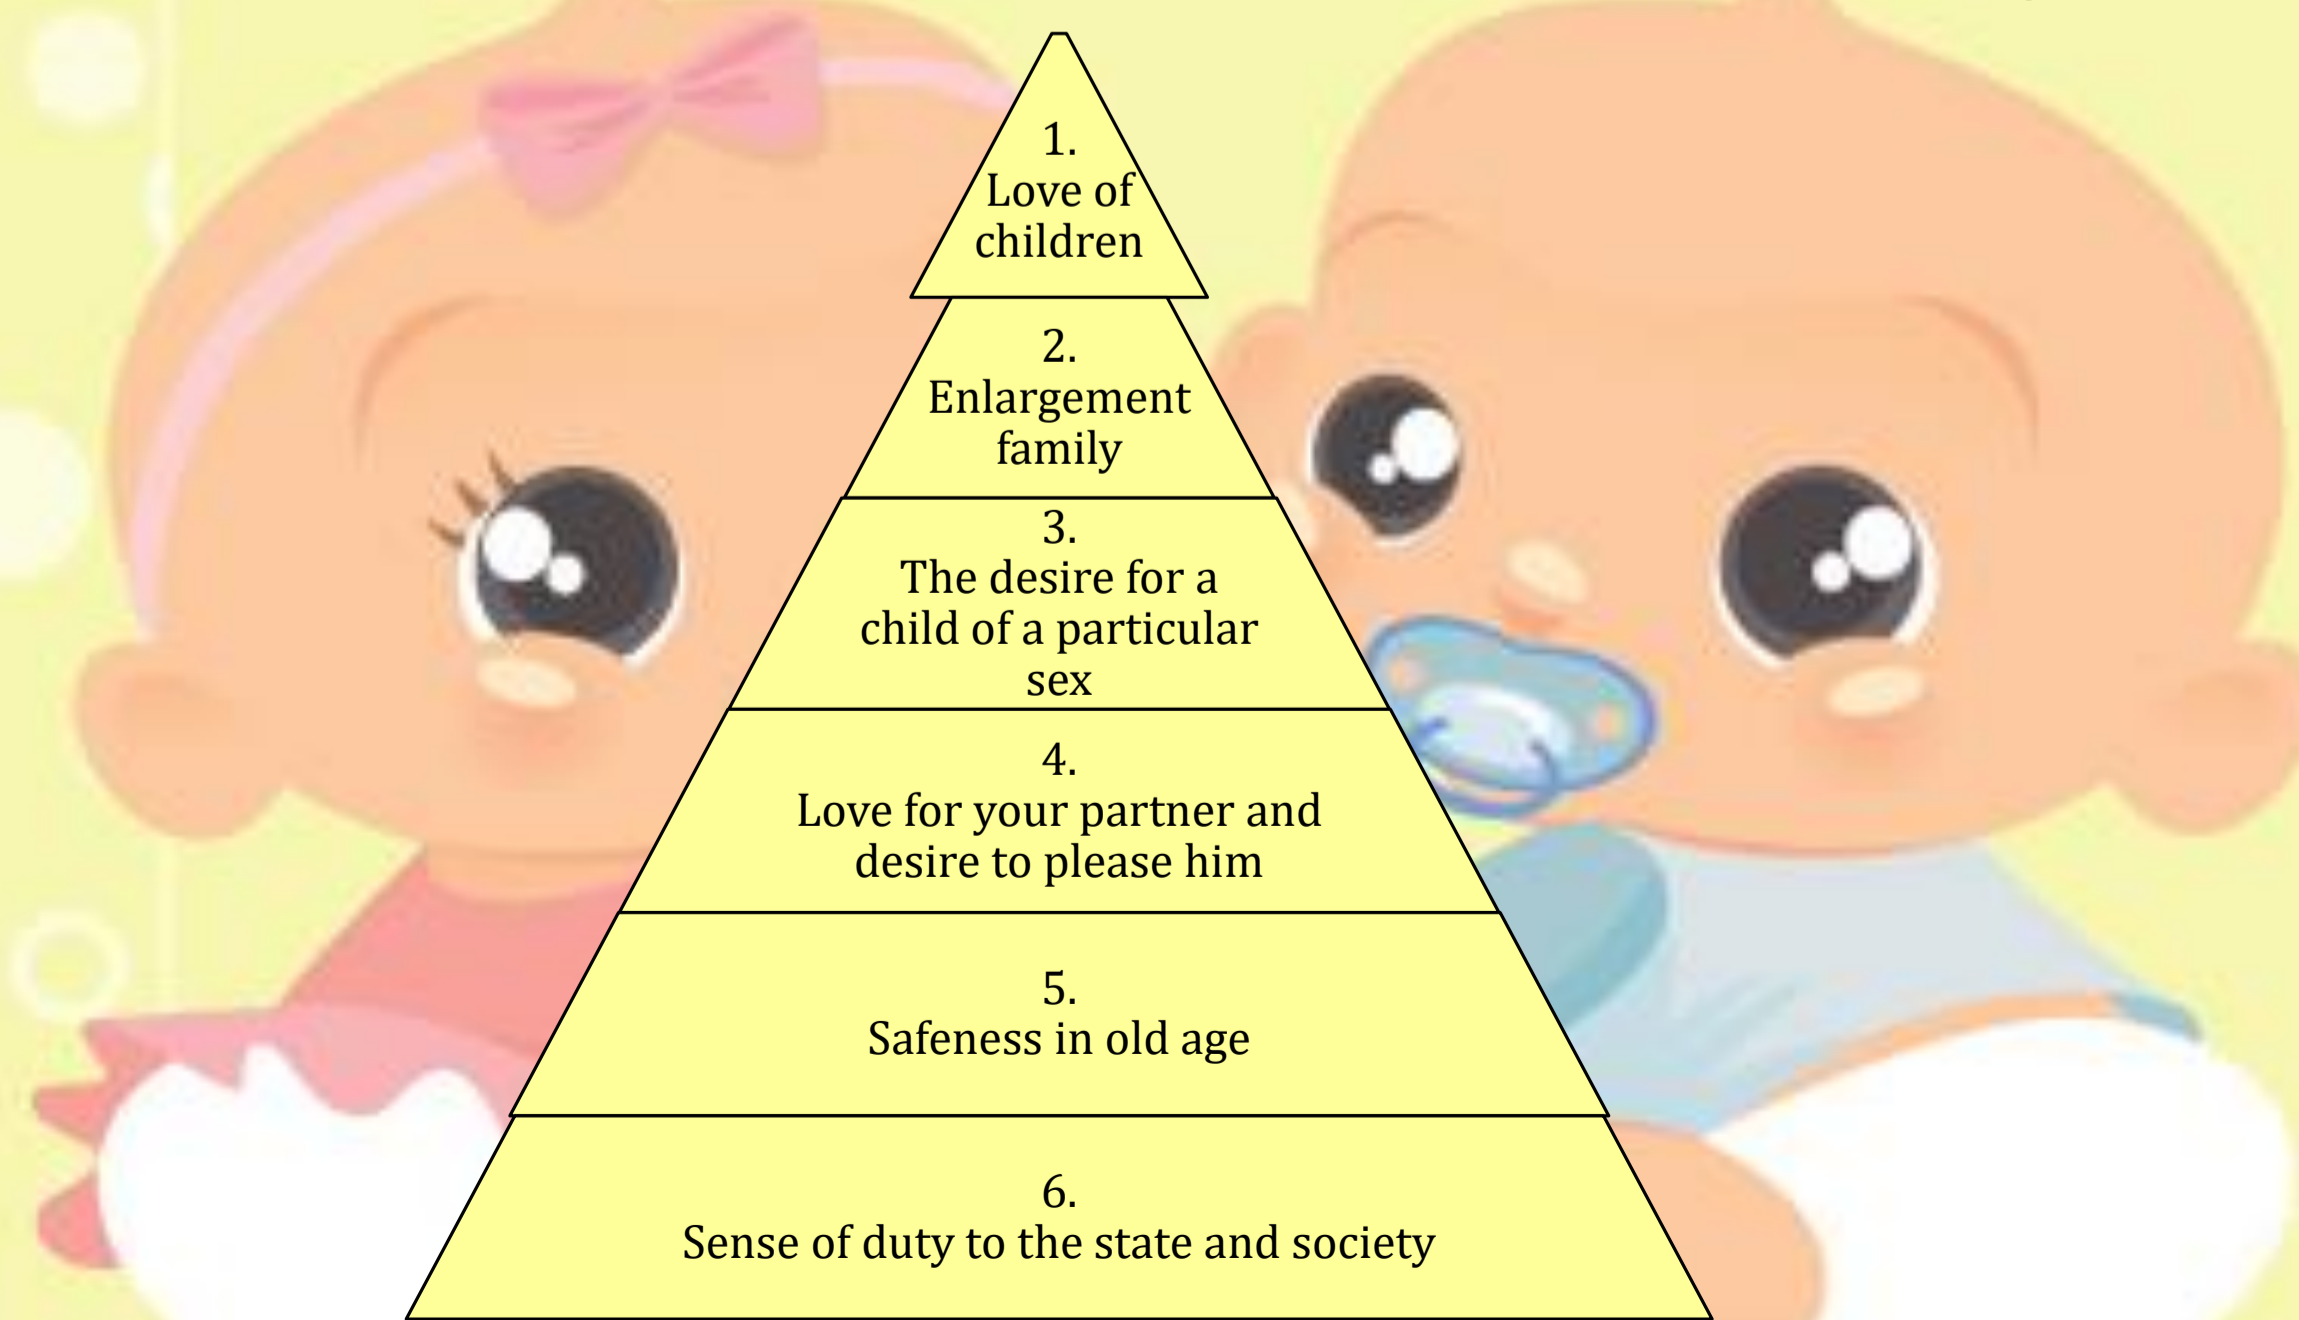 1.
Love of
children
2.
Enlargement
family
3.
The desire for a
child of a particular
sex
4.
Love for your partner and
desire to please him
5.
Safeness in old age
6.
Sense of duty to the state and society